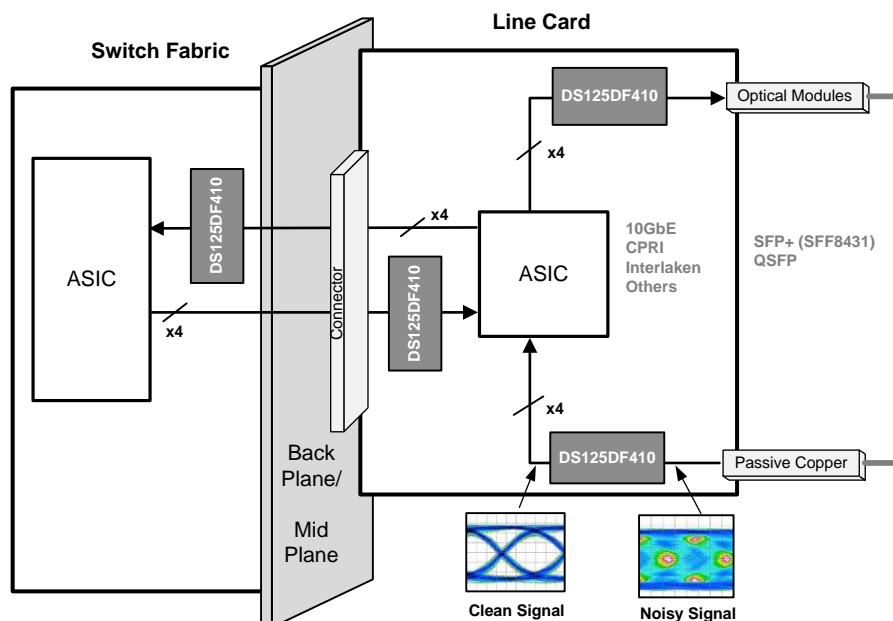 Switch Fabric
Line Card
DS125DF410
Optical Modules
x4
DS125DF410
x4
ASIC
ASIC
10GbE
CPRI
Interlaken
Others
SFP+ (SFF8431)
QSFP
Connector
DS125DF410
x4
x4
DS125DF410
Passive Copper
Back
Plane/
Mid
Plane
Clean Signal
Noisy Signal